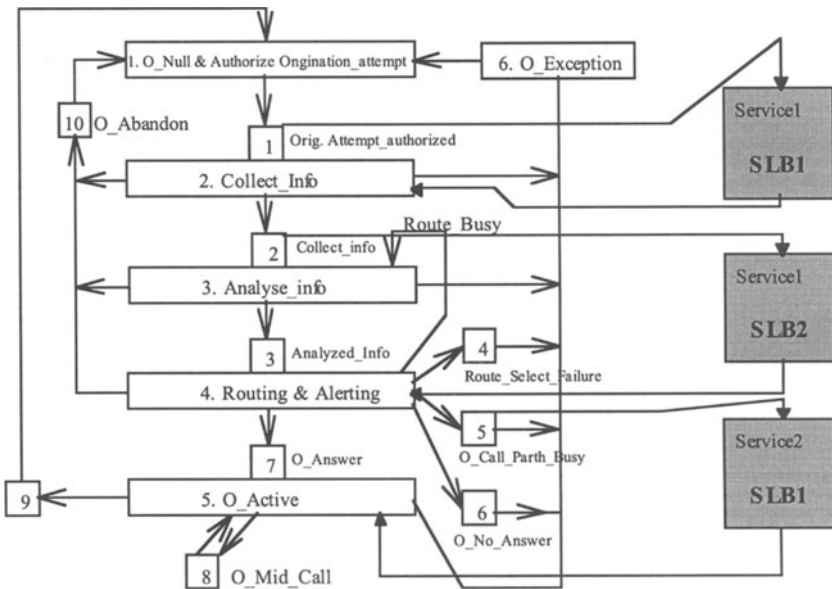 1. O_Null & Authorize Ongination_attempt
6. O_Exception
10
O_Abandon
1
Orig. Attempt_authorized
Service1
SLB1
2. Collect_Info
Route Busy
2
Collect_info
Service1
SLB2
3. Analyse_info
3
Analyzed_Info
4
Route_Select_Failure
4. Routing & Alerting
5
O_Call_Parth_Busy
Service2
SLB1
7
O_Answer
9
5. O_Active
6
O_No_Answer
8
O_Mid_Call